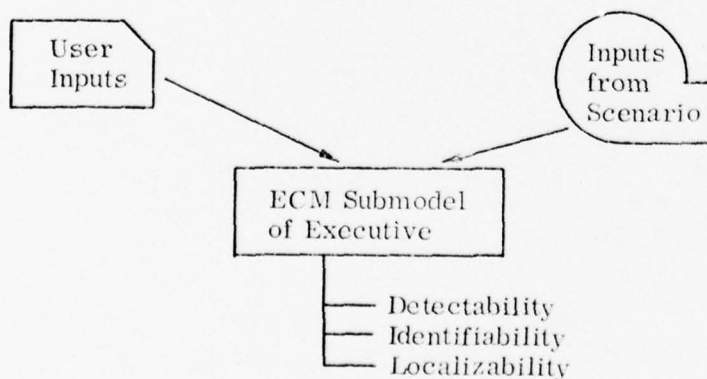 User
Inputs
Inputs
from
Scenario
ECM Submodel
of Executive
Detectability
Identifiability
Localizability